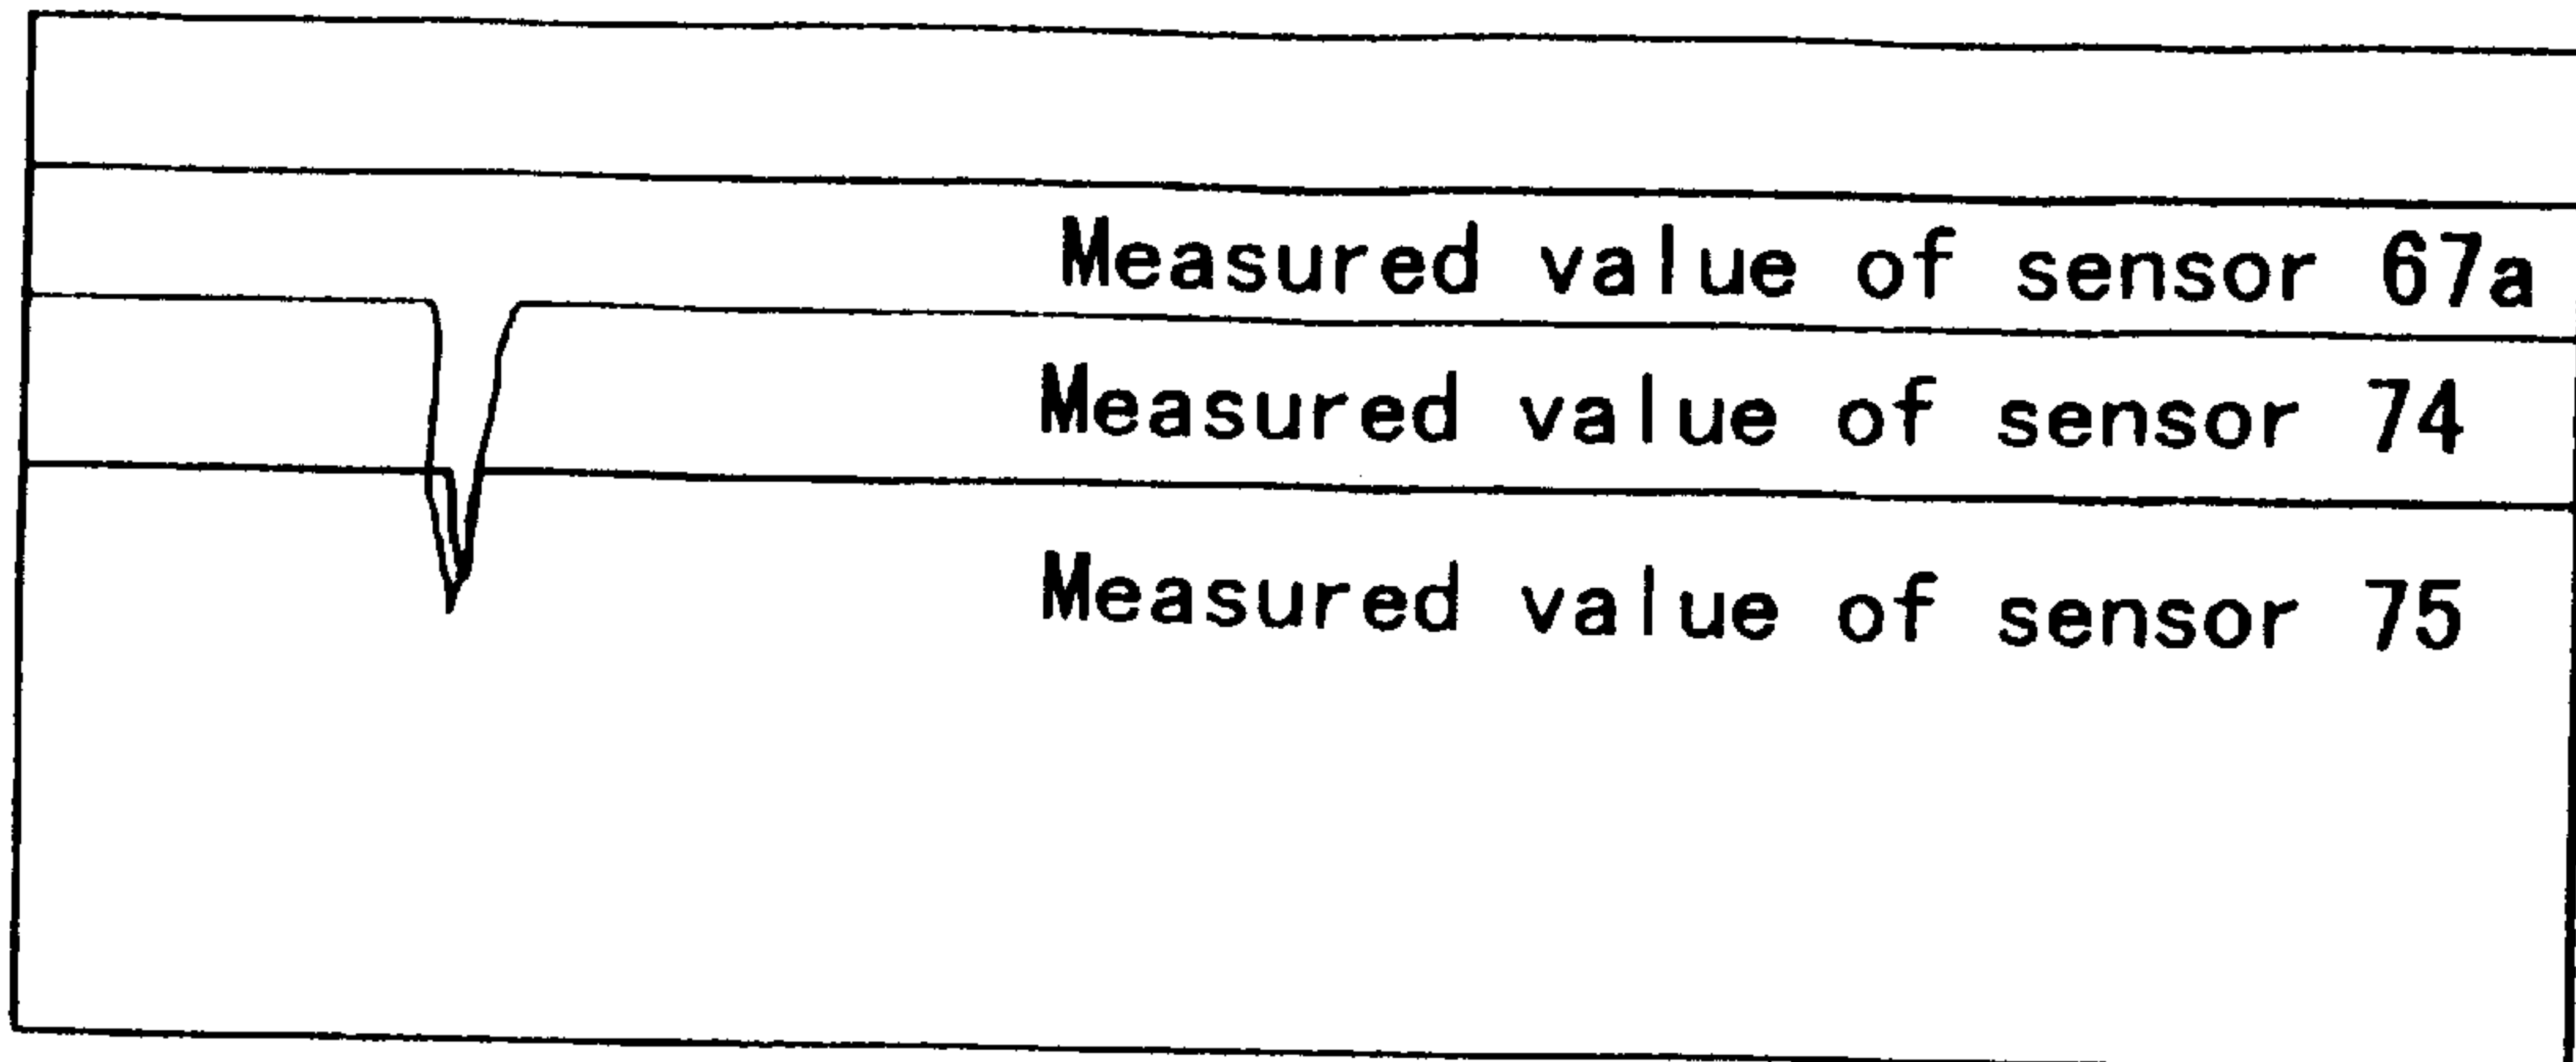 Measured value of sensor 67a
Measured value of sensor 74
Measured value of sensor 75